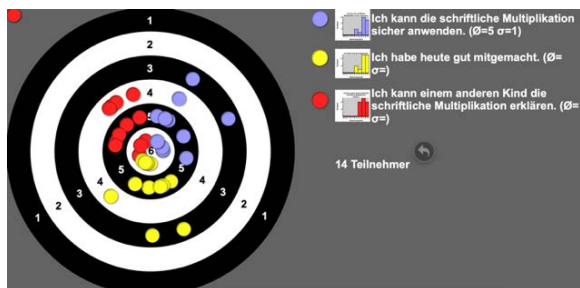 1
2
3
4
5
6
5
5
4
4
3
3
2
2
1
1
Ich kann die schriftliche Multiplikation
sicher anwenden. (Ø=5 σ=1)
Ich habe heute gut mitgemacht. (Ø=
σ=)
Ich kann einem anderen Kind die
schriftliche Multiplikation erklären. (Ø=
σ=)
14 Teilnehmer